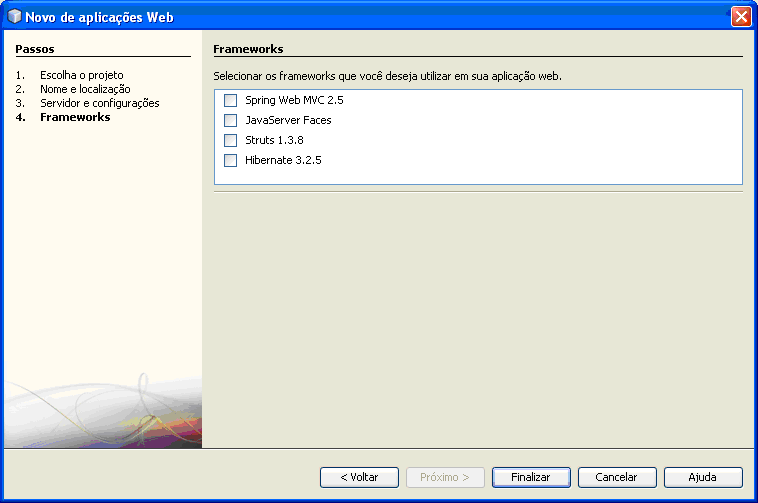 Novo de aplicações Web
Passos
1. Escolha o projeto
2. Nome e localização
3. Servidor e configurações
4. Frameworks
Frameworks
Selecionar os frameworks que você deseja utilizar em sua aplicação web.
Spring Web MVC 2.5
JavaServer Faces
Struts 1.3.8
Hibernate 3.2.5
< Voltar
Próximo >
Finalizar
Cancelar
Ajuda